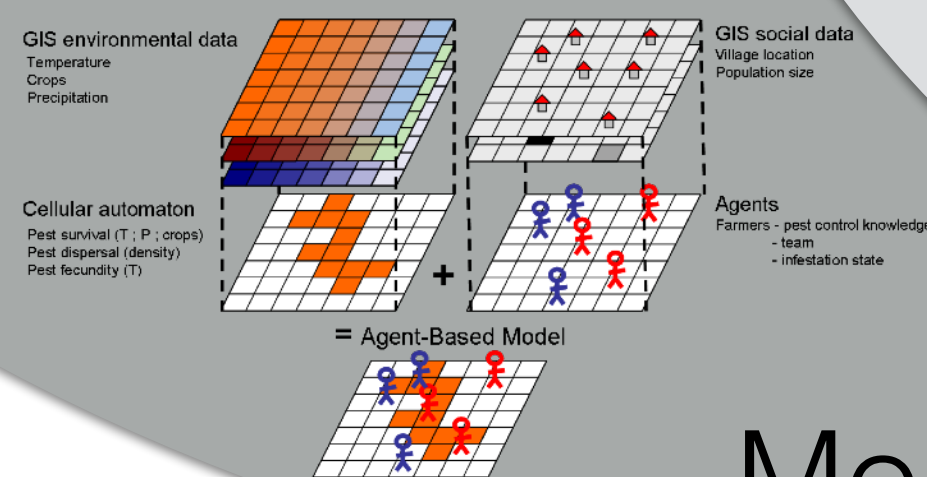 GIS environmental data
Temperature
Crops
Precipitation
GIS social data
Village location
Population size
Cellular automaton
Pest survival (T ; P ; crops)
Pest dispersal (density)
Pest fecundity (T)
+
Agents
Farmers - pest control knowledge
- team
- infestation state
= Agent-Based Model